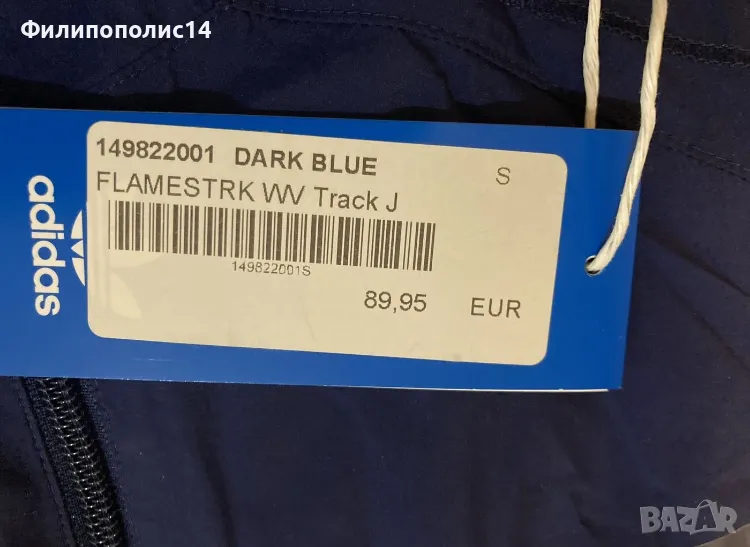 Филипополис14
149822001 DARK BLUE S
FLAMESTRK WV Track J
149822001S
89,95 EUR
adidas
BAZAR